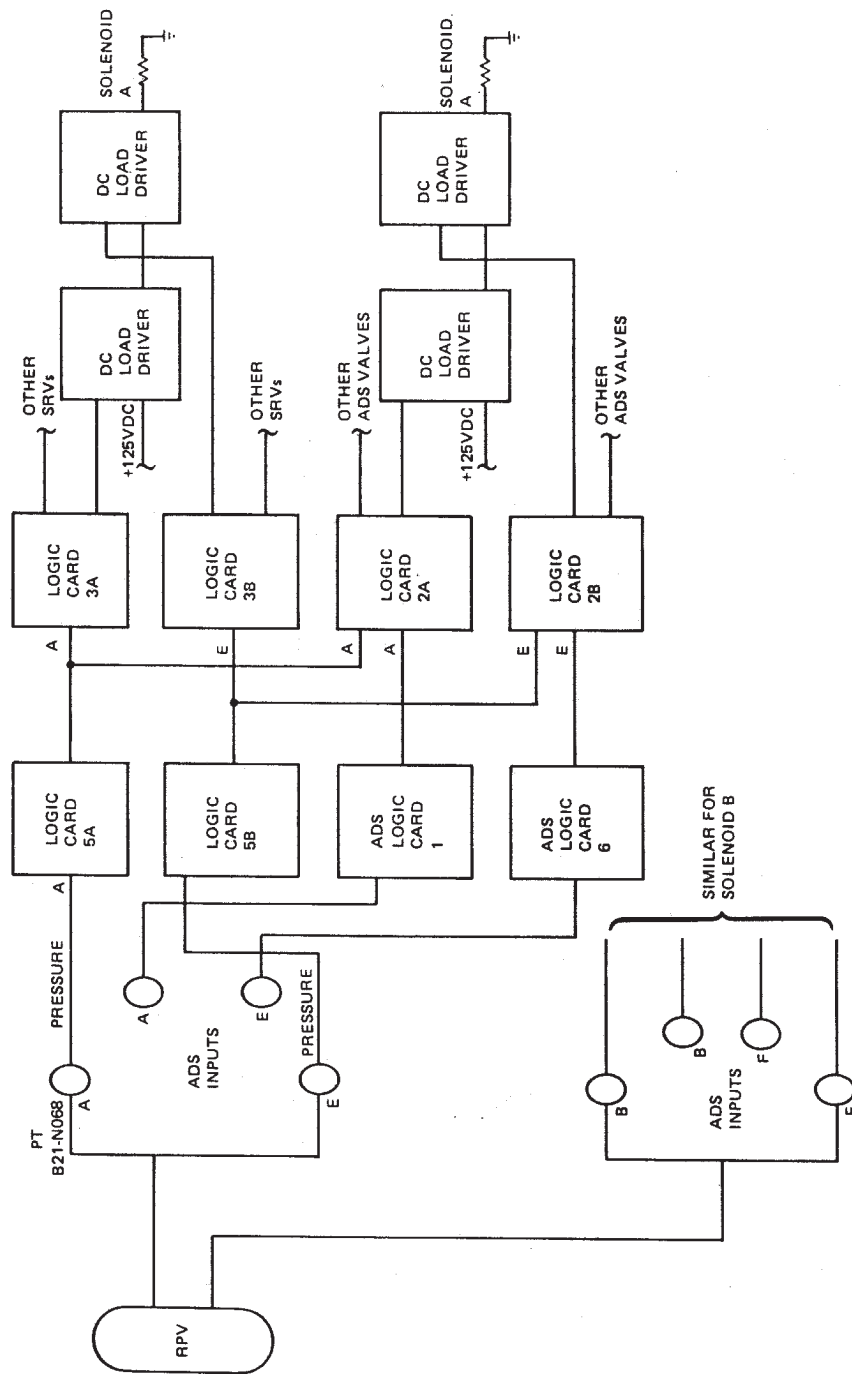 SOLENOID
A
DC
LOAD
DRIVER
DC
LOAD
DRIVER
OTHER
SRVs
+125VDC
LOGIC
CARD
3A
A
LOGIC
CARD
5A
A
PRESSURE
PT
B21-N068
A
OTHER
SRVs
LOGIC
CARD
3B
E
LOGIC
CARD
5B
A
ADS
INPUTS
E
PRESSURE
E
SOLENOID.
A
DC
LOAD
DRIVER
DC
LOAD
DRIVER
OTHER
ADS VALVES
+125VDC
LOGIC
CARD
2A
A
A
ADS
LOGIC
CARD
1
OTHER
ADS VALVES
LOGIC
CARD
2B
E
E
ADS
LOGIC
CARD
6
SIMILAR FOR
SOLENOID B
B
B
ADS
INPUTS
F
RPV